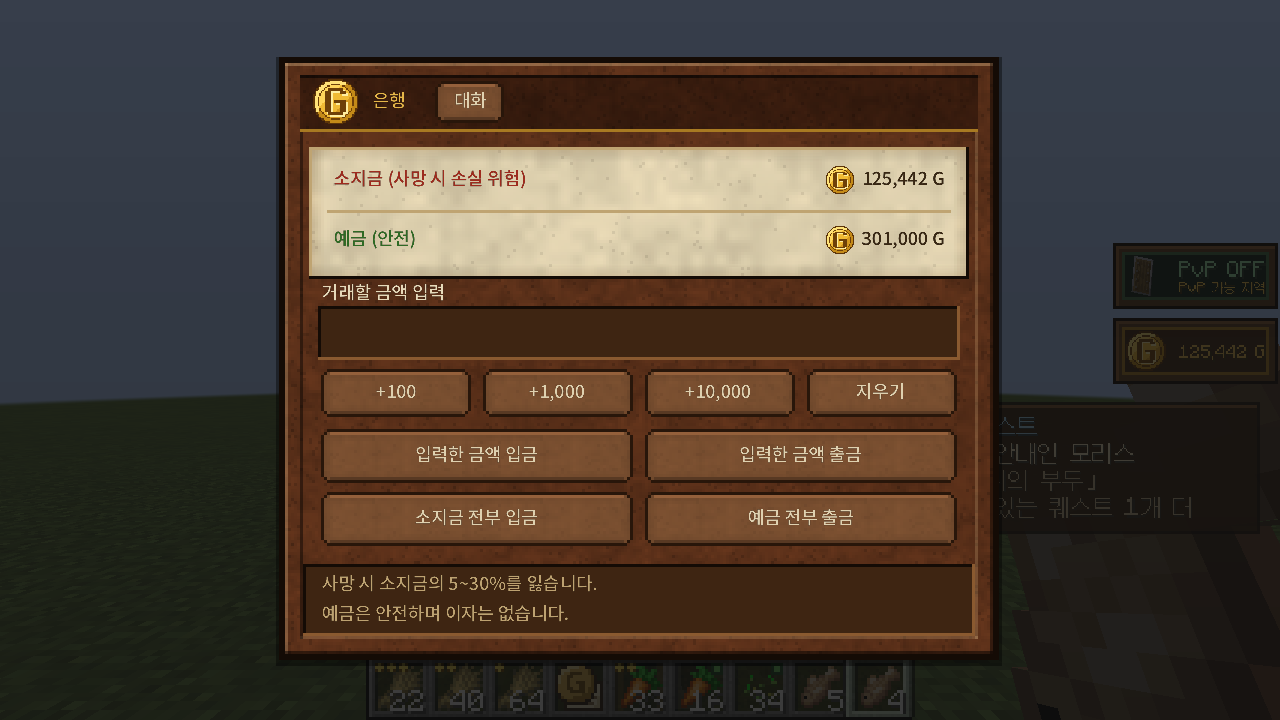 은행
대화
소지금 (사망 시 손실 위험)
125,442 G
예금 (안전)
301,000 G
거래할 금액 입력
+100
+1,000
+10,000
지우기
입력한 금액 입금
입력한 금액 출금
소지금 전부 입금
예금 전부 출금
사망 시 소지금의 5~30%를 잃습니다.
예금은 안전하며 이자는 없습니다.
PvP OFF
PvP 가능 지역
125,442 G
스트
안내인 모리스
의 부두」
있는 퀘스트 1개 더
22
40
64
33
16
34
5
4